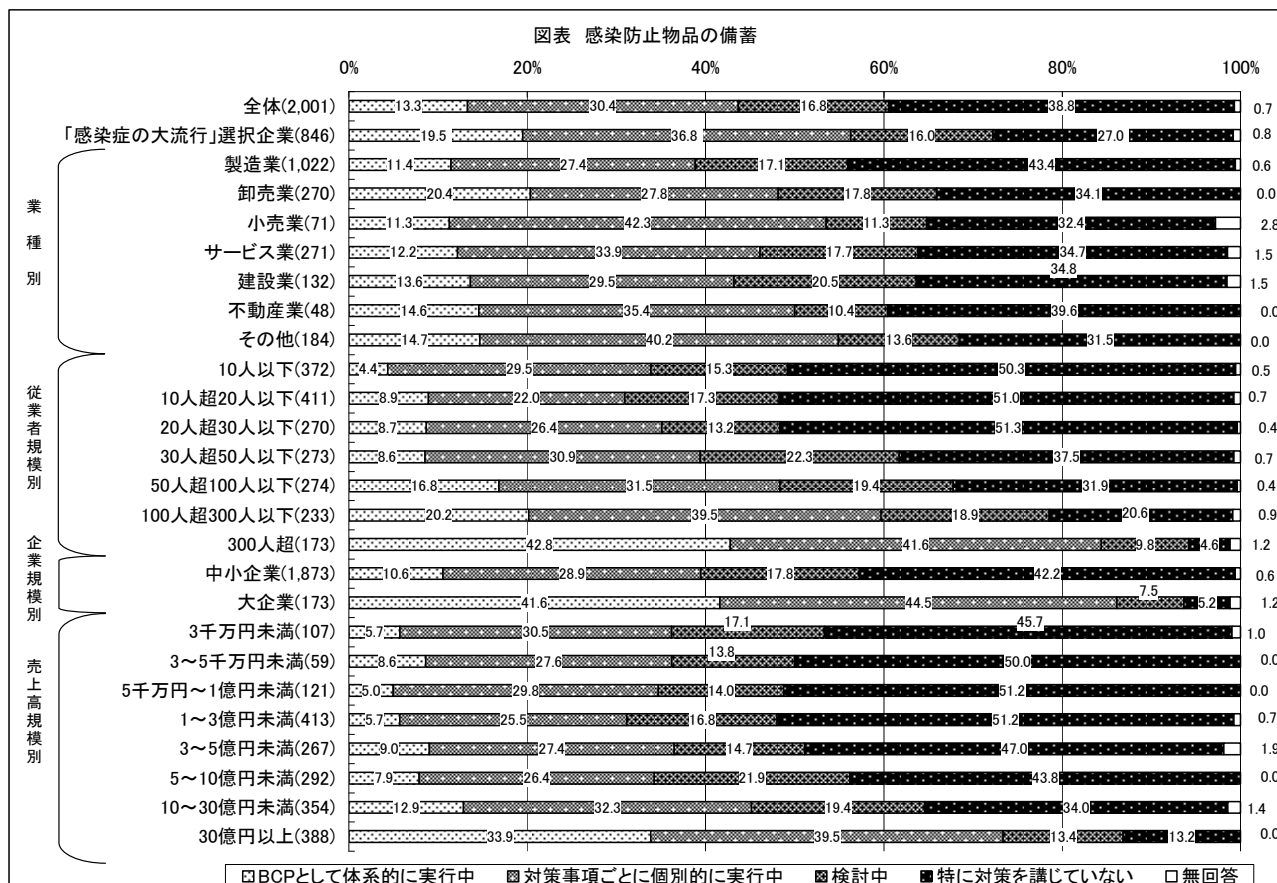 図表 感染防止物品の備蓄
0% 20% 40% 60% 80% 100%
全体(2,001) 13.3 30.4 16.8 38.8 0.7
「感染症の大流行」選択企業(846) 19.5 36.8 16.0 27.0 0.8
業種別
製造業(1,022) 11.4 27.4 17.1 43.4 0.6
卸売業(270) 20.4 27.8 17.8 34.1 0.0
小売業(71) 11.3 42.3 11.3 32.4 2.8
サービス業(271) 12.2 33.9 17.7 34.7 1.5
建設業(132) 13.6 29.5 20.5 34.8 1.5
不動産業(48) 14.6 35.4 10.4 39.6 0.0
その他(184) 14.7 40.2 13.6 31.5 0.0
従業者規模別
10人以下(372) 4.4 29.5 15.3 50.3 0.5
10人超20人以下(411) 8.9 22.0 17.3 51.0 0.7
20人超30人以下(270) 8.7 26.4 13.2 51.3 0.4
30人超50人以下(273) 8.6 30.9 22.3 37.5 0.7
50人超100人以下(274) 16.8 31.5 19.4 31.9 0.4
100人超300人以下(233) 20.2 39.5 18.9 20.6 0.9
300人超(173) 42.8 41.6 9.8 4.6 1.2
企業規模別
中小企業(1,873) 10.6 28.9 17.8 42.2 0.6
大企業(173) 41.6 44.5 7.5 5.2 1.2
売上高規模別
3千万円未満(107) 5.7 30.5 17.1 45.7 1.0
3～5千万円未満(59) 8.6 27.6 13.8 50.0 0.0
5千万円～1億円未満(121) 5.0 29.8 14.0 51.2 0.0
1～3億円未満(413) 5.7 25.5 16.8 51.2 0.7
3～5億円未満(267) 9.0 27.4 14.7 47.0 1.9
5～10億円未満(292) 7.9 26.4 21.9 43.8 0.0
10～30億円未満(354) 12.9 32.3 19.4 34.0 1.4
30億円以上(388) 33.9 39.5 13.4 13.2 0.0
BCPとして体系的に実行中 対策事項ごとに個別的に実行中 検討中 特に対策を講じていない 無回答